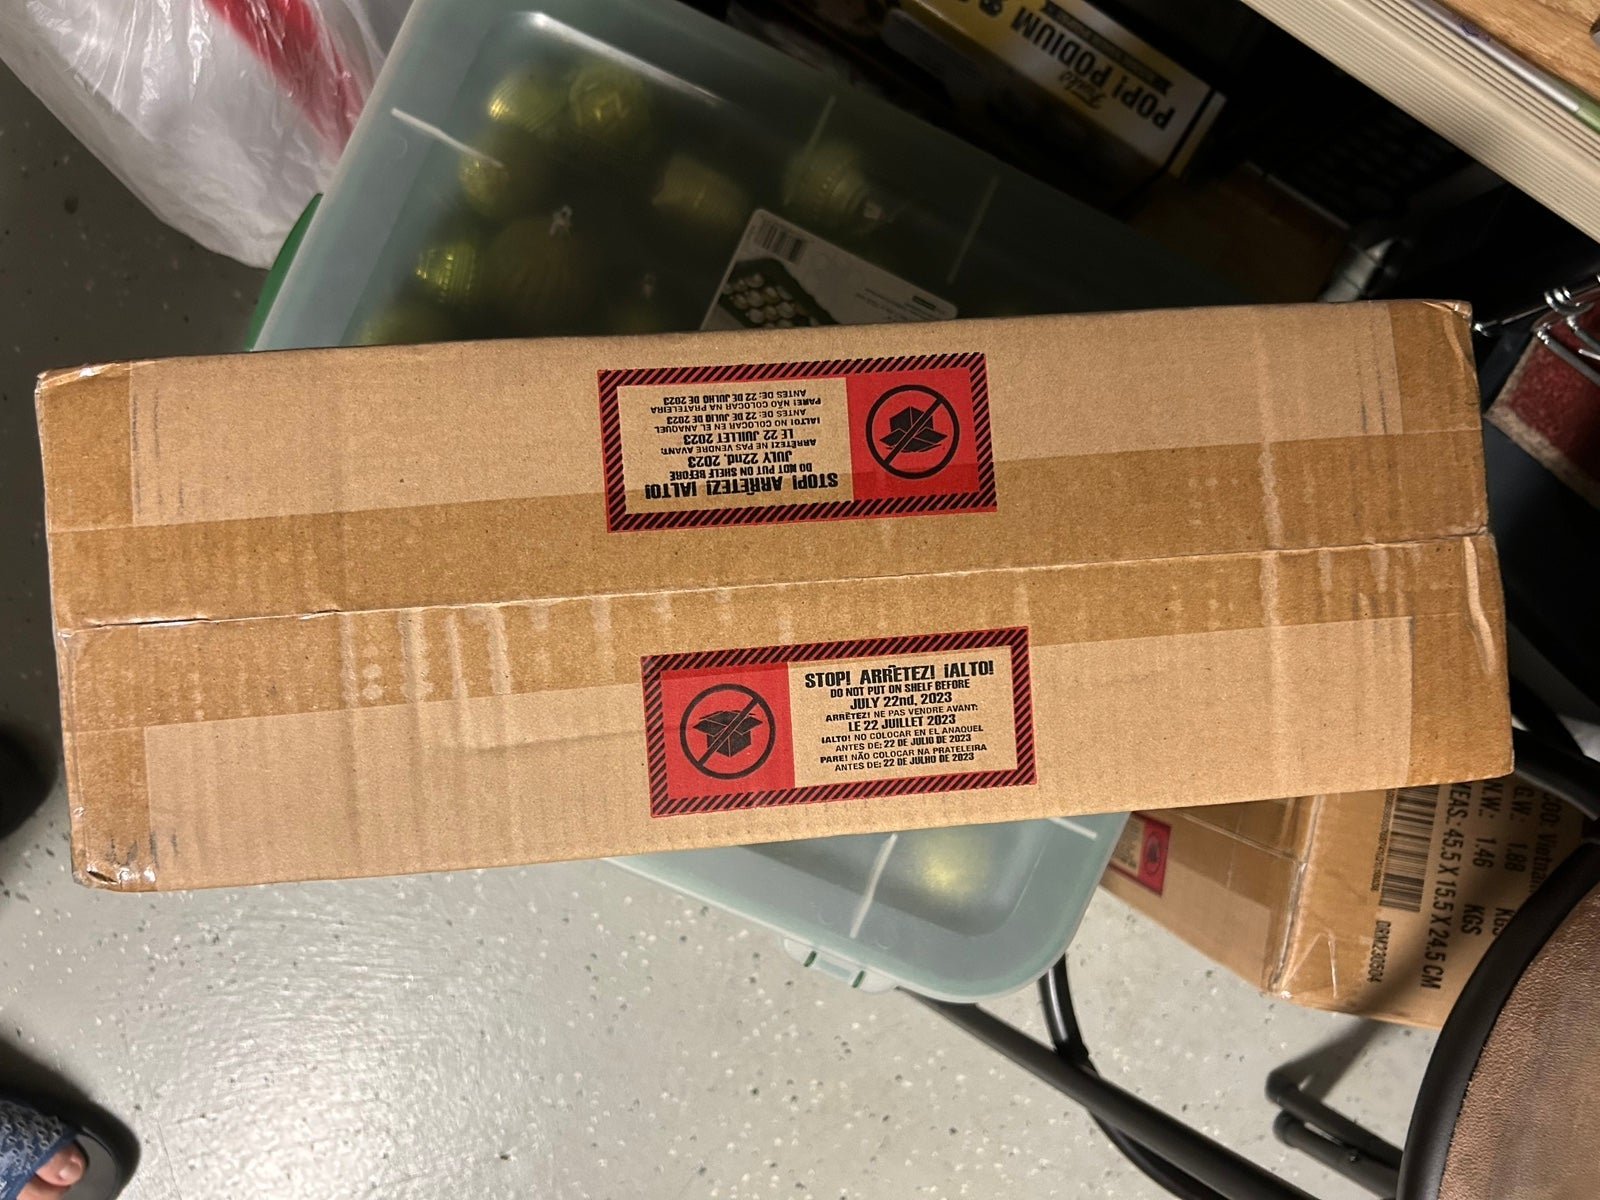 POP! PODIUM
Funko
STOP! ARRÊTEZ! ¡ALTO!
DO NOT PUT ON SHELF BEFORE
JULY 22nd, 2023
ARRÊTEZ! NE PAS VENDRE AVANT:
LE 22 JUILLET 2023
¡ALTO! NO COLOCAR EN EL ANAQUEL
ANTES DE: 22 DE JULIO DE 2023
PARE! NÃO COLOCAR NA PRATELEIRA
ANTES DE: 22 DE JULHO DE 2023
STOP! ARRÊTEZ! ¡ALTO!
DO NOT PUT ON SHELF BEFORE
JULY 22nd, 2023
ARRÊTEZ! NE PAS VENDRE AVANT:
LE 22 JUILLET 2023
¡ALTO! NO COLOCAR EN EL ANAQUEL
ANTES DE: 22 DE JULIO DE 2023
PARE! NÃO COLOCAR NA PRATELEIRA
ANTES DE: 22 DE JULHO DE 2023
G.W.: 1.88 KGS
N.W.: 1.46 KGS
MEAS.: 45.5 X 15.5 X 24.5 CM
DRM230504